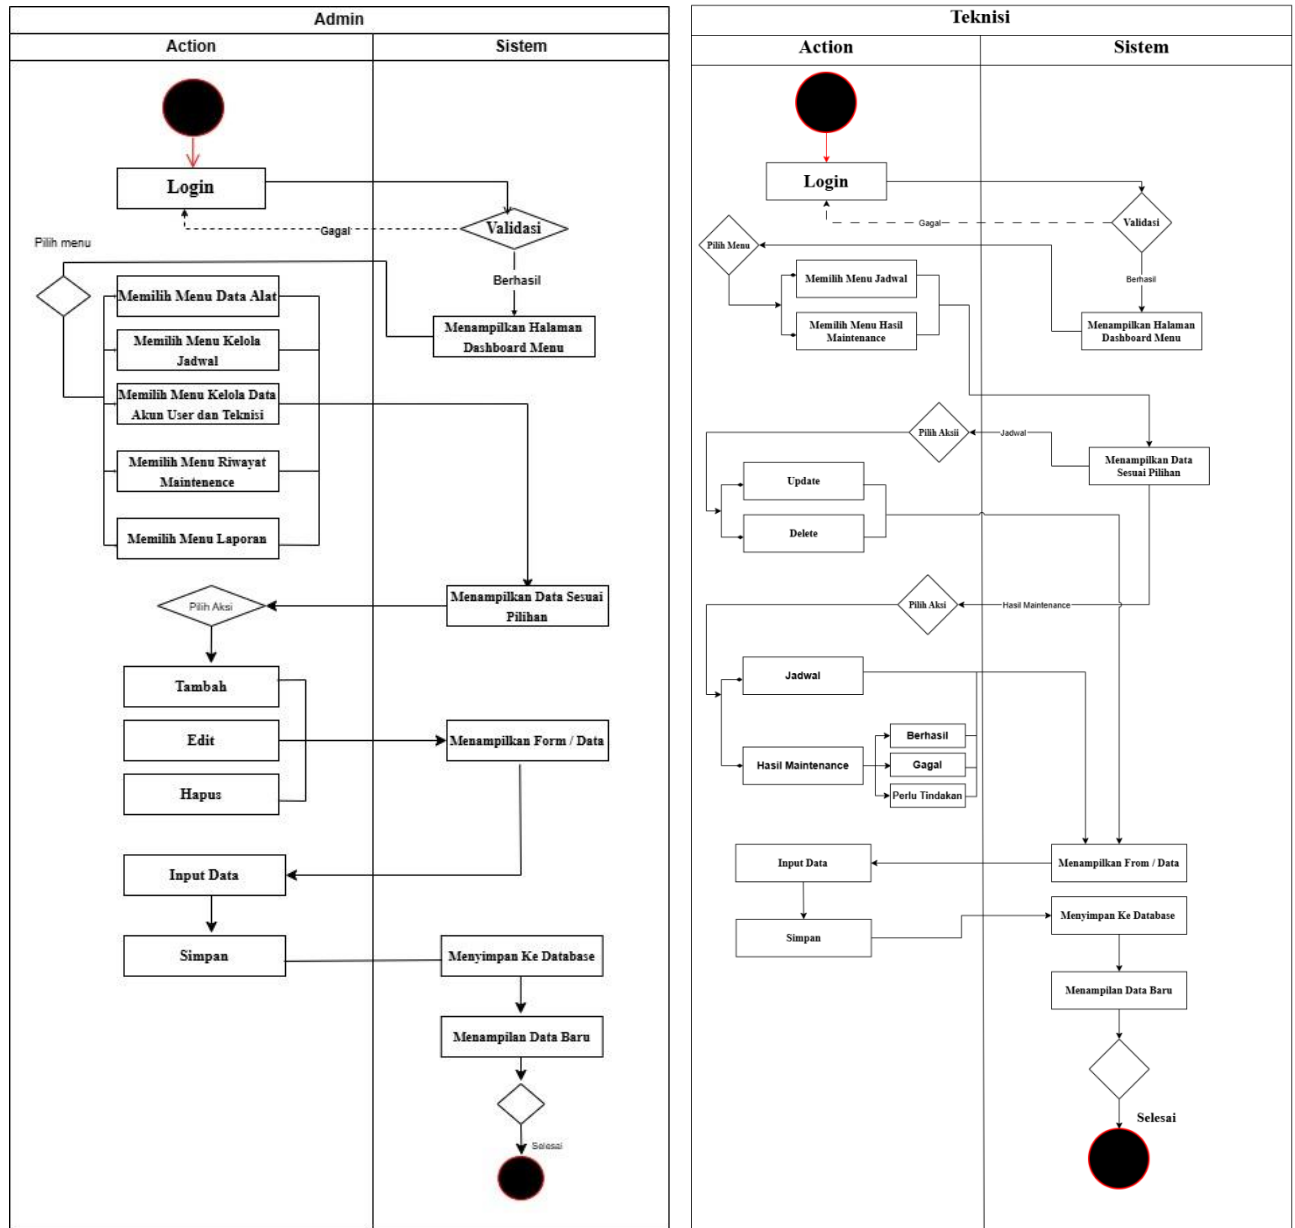 Admin
Action
Sistem
Login
Validasi
Gagal
Pilih menu
Berhasil
Memilih Menu Data Alat
Menampilkan Halaman
Dashboard Menu
Memilih Menu Kelola
Jadwal
Memilih Menu Kelola Data
Akun User dan Teknisi
Memilih Menu Riwayat
Maintenence
Memilih Menu Laporan
Menampilkan Data Sesuai
Pilihan
Pilih Aksi
Tambah
Edit
Menampilkan Form / Data
Hapus
Input Data
Simpan
Menyimpan Ke Database
Menampilan Data Baru
Selesai
Teknisi
Action
Sistem
Login
Validasi
Gagal
Pilih Menu
Berhasil
Memilih Menu Jadwal
Memilih Menu Hasil
Maintenance
Menampilkan Halaman
Dashboard Menu
Pilih Aksii
Jadwal
Menampilkan Data
Sesuai Pilihan
Update
Delete
Pilih Aksi
Hasil Maintenance
Jadwal
Berhasil
Hasil Maintenance
Gagal
Perlu Tindakan
Input Data
Menampilkan From / Data
Menyimpan Ke Database
Simpan
Menampilan Data Baru
Selesai